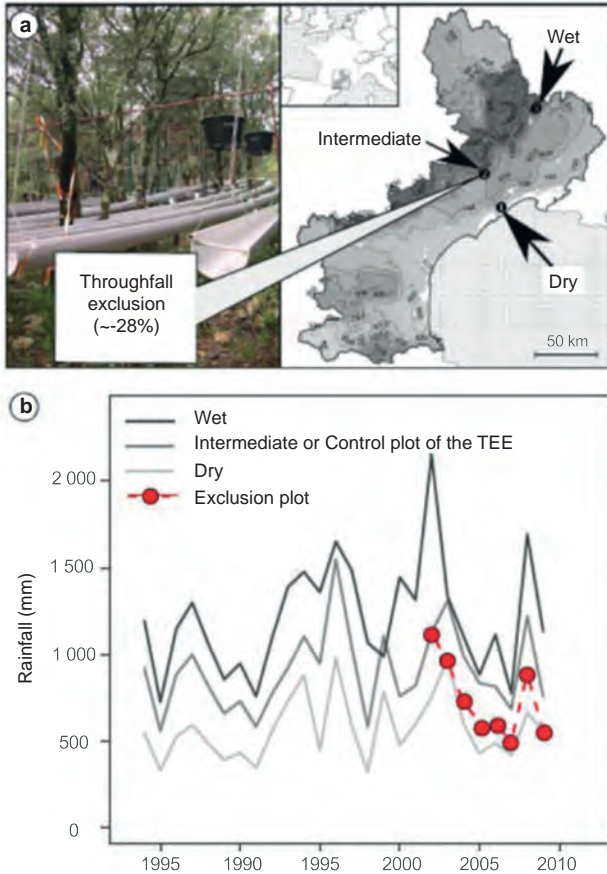 a
Wet
Intermediate
Throughfall
exclusion
(~-28%)
Dry
50 km
b
Wet
Intermediate or Control plot of the TEE
Dry
Exclusion plot
Rainfall (mm)
2 000
1 500
1 000
500
0
1995
1990
1995
2000
2005
2010